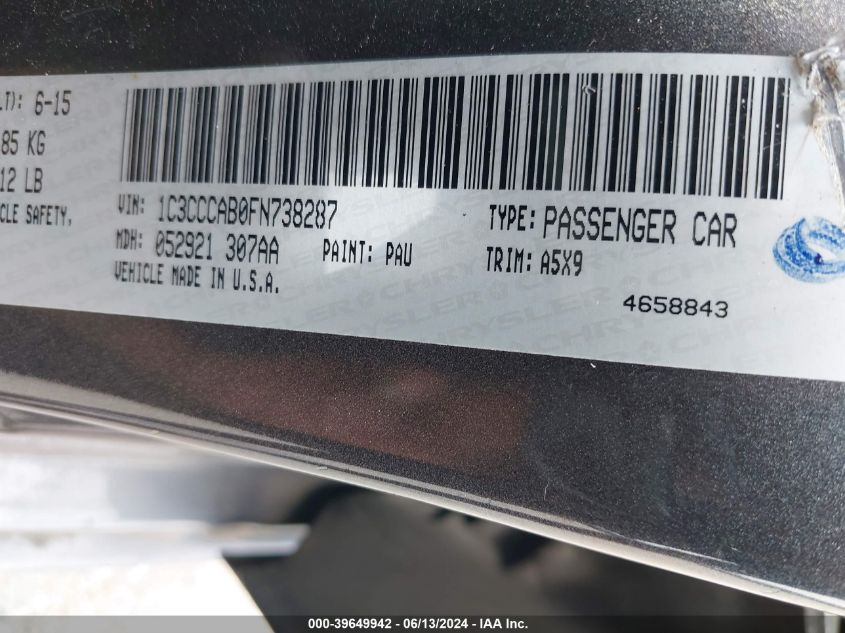 .T): 6-15
85 KG
12 LB
CLE SAFETY,
VIN: 1C3CCCAB0FN738287 TYPE: PASSENGER CAR
MDH: 052921 307AA PAINT: PAU TRIM: A5X9
VEHICLE MADE IN U.S.A.
4658843
000-39649942 - 06/13/2024 - IAA Inc.